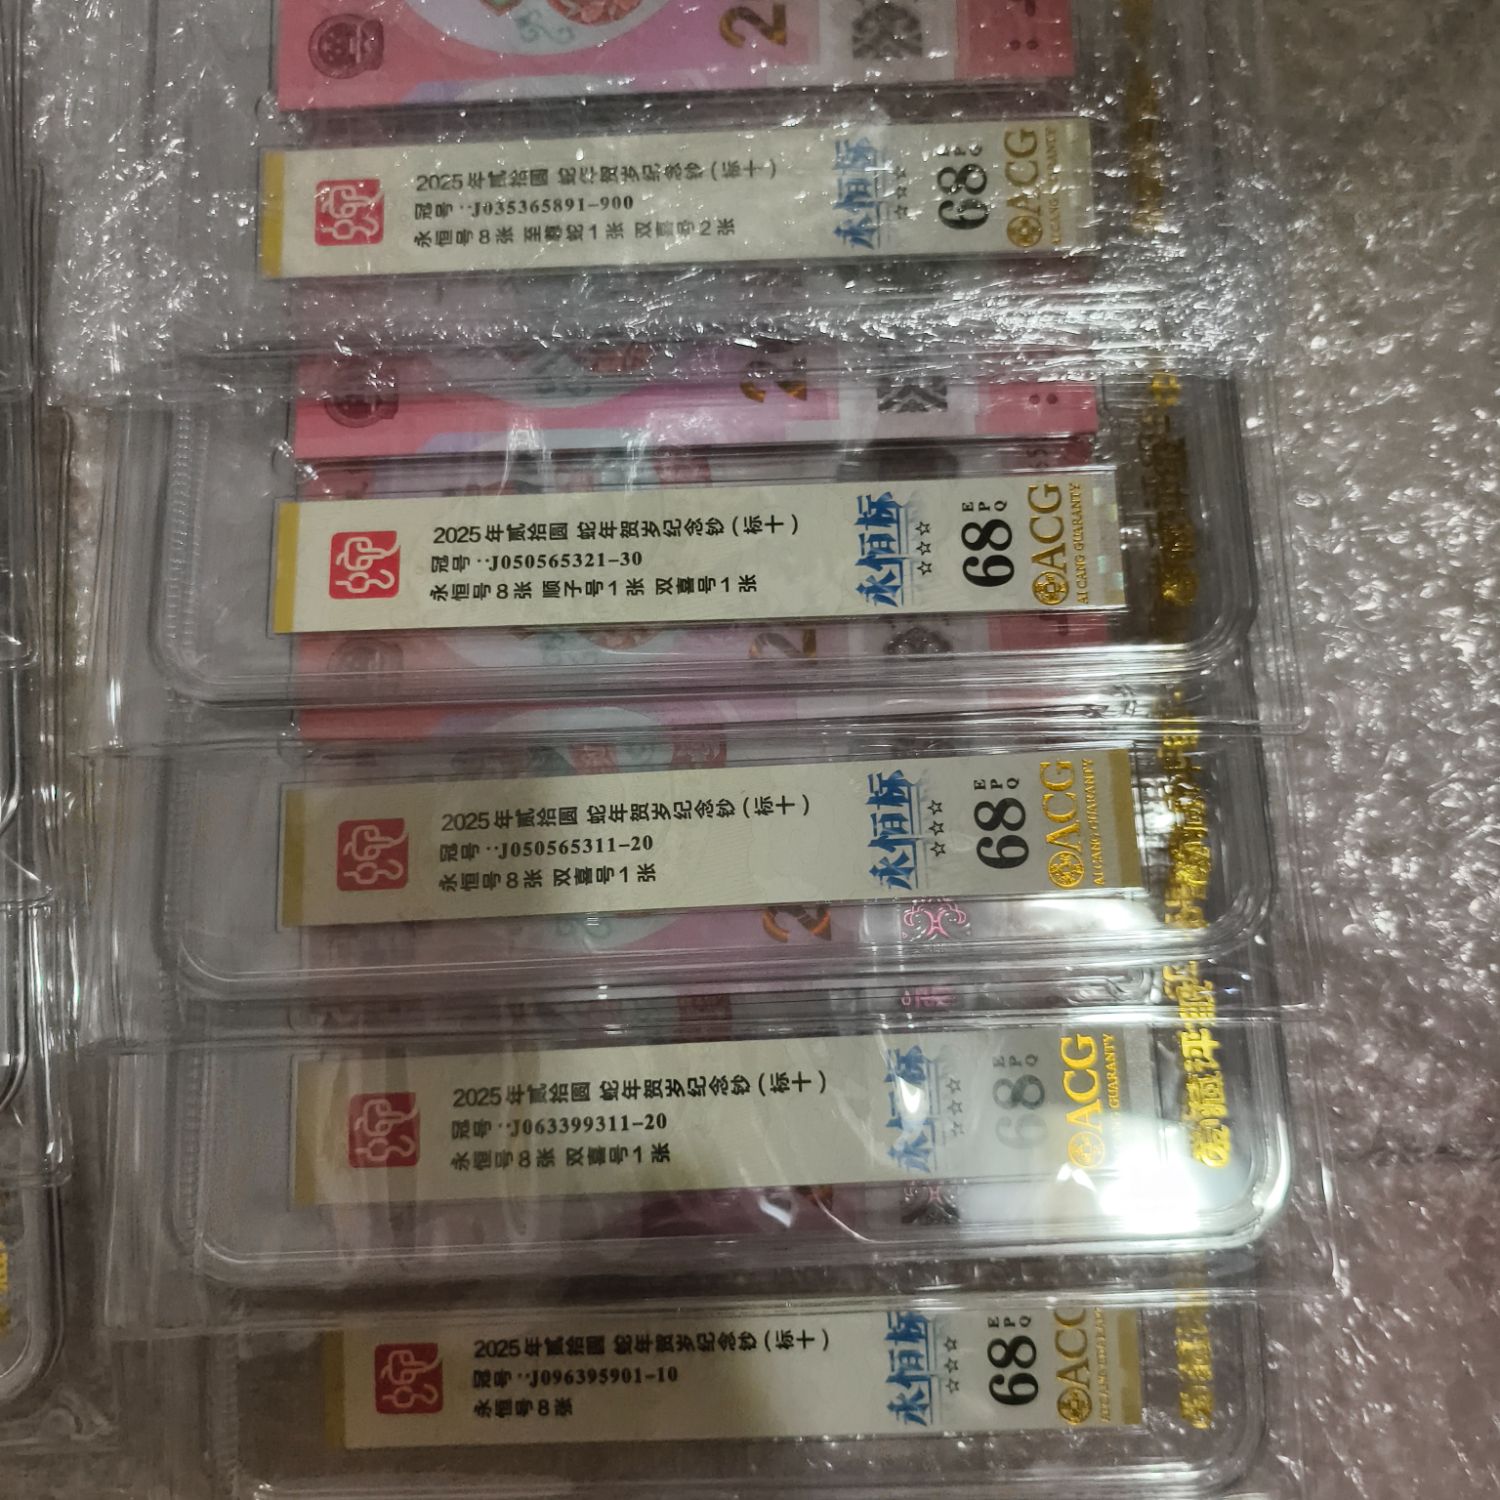 2025年贰拾圆 蛇年贺岁纪念钞(标十)
冠号··J035365891-900
永恒号8张 至尊蛇1张 双喜号2张
永恒标
☆☆☆
68
EPQ
ACG
2025年贰拾圆 蛇年贺岁纪念钞(标十)
冠号··J050565321-30
永恒号8张 顺子号1张 双喜号1张
永恒标
☆☆☆
68
EPQ
ACG
AI CANG GUARANTY
2025年贰拾圆 蛇年贺岁纪念钞(标十)
冠号··J050565311-20
永恒号8张 双喜号1张
永恒标
☆☆☆
68
EPQ
ACG
AI CANG GUARANTY
2025年贰拾圆 蛇年贺岁纪念钞(标十)
冠号··J063399311-20
永恒号8张 双喜号1张
永恒标
☆☆☆
68
EPQ
ACG
GUARANTY
爱藏评级
2025年贰拾圆 蛇年贺岁纪念钞(标十)
冠号··J096395901-10
永恒号8张
永恒标
☆☆☆
68
EPQ
ACG